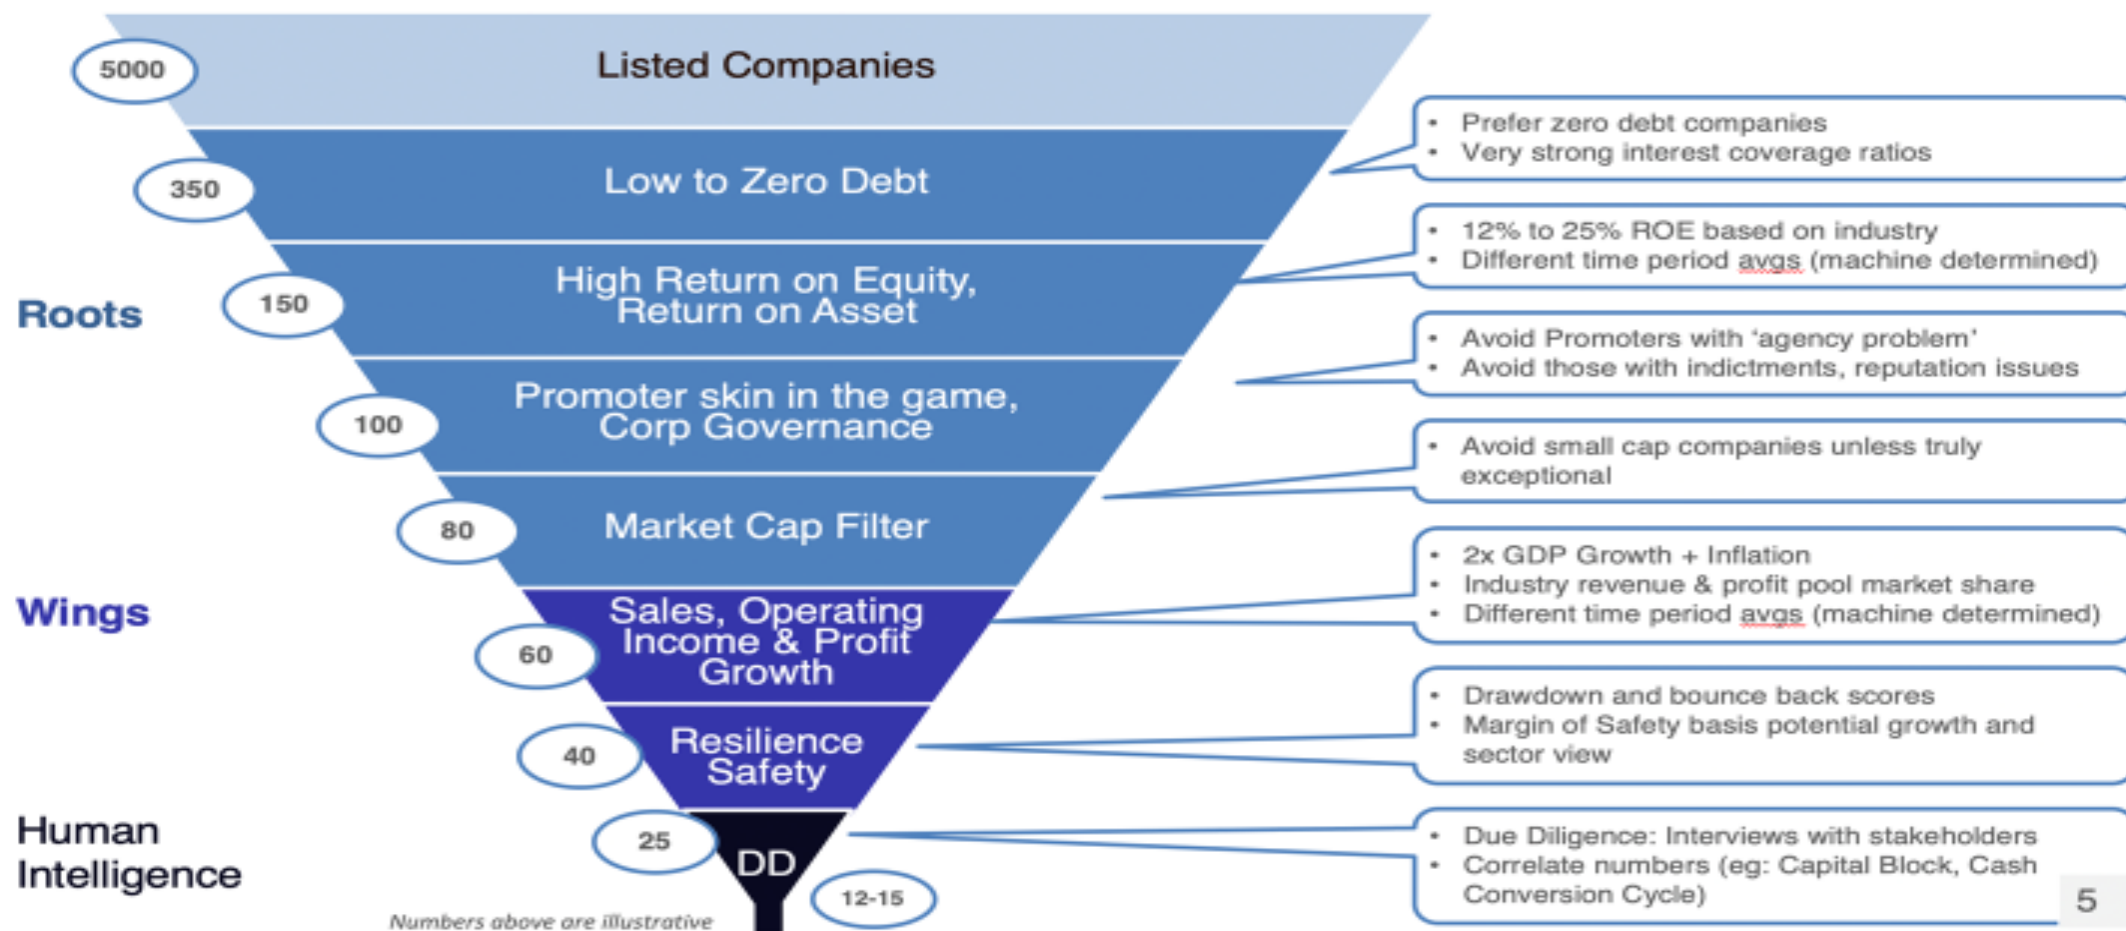 5000
Listed Companies
350
Low to Zero Debt
• Prefer zero debt companies
• Very strong interest coverage ratios
Roots
150
High Return on Equity,
Return on Asset
• 12% to 25% ROE based on industry
• Different time period avgs (machine determined)
100
Promoter skin in the game,
Corp Governance
• Avoid Promoters with ‘agency problem’
• Avoid those with indictments, reputation issues
80
Market Cap Filter
• Avoid small cap companies unless truly
exceptional
Wings
60
Sales, Operating
Income & Profit
Growth
• 2x GDP Growth + Inflation
• Industry revenue & profit pool market share
• Different time period avgs (machine determined)
40
Resilience
Safety
• Drawdown and bounce back scores
• Margin of Safety basis potential growth and
sector view
Human
Intelligence
25
DD
12-15
• Due Diligence: Interviews with stakeholders
• Correlate numbers (eg: Capital Block, Cash
Conversion Cycle)
Numbers above are illustrative
5